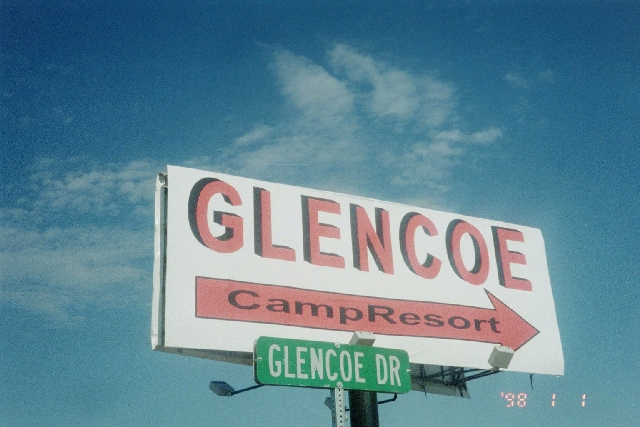 GLENCOE
CampResort
GLENCOE DR
'98 1 1